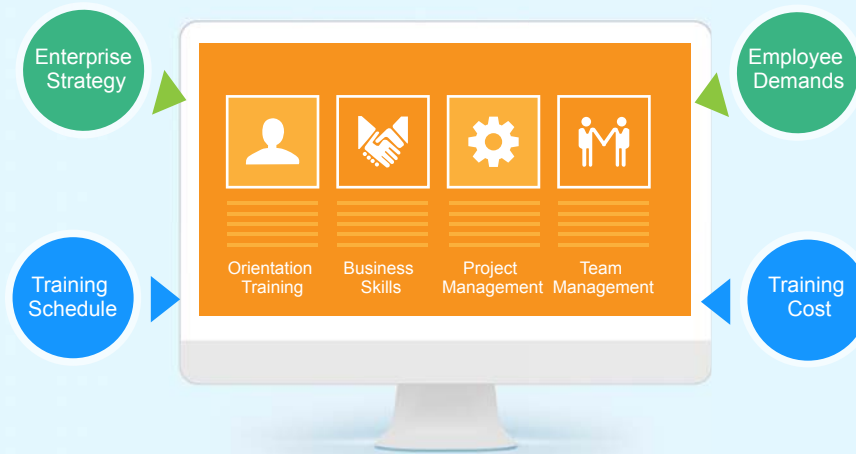 Enterprise
Strategy
Employee
Demands
Orientation
Training
Business
Skills
Project
Management
Team
Management
Training
Schedule
Training
Cost